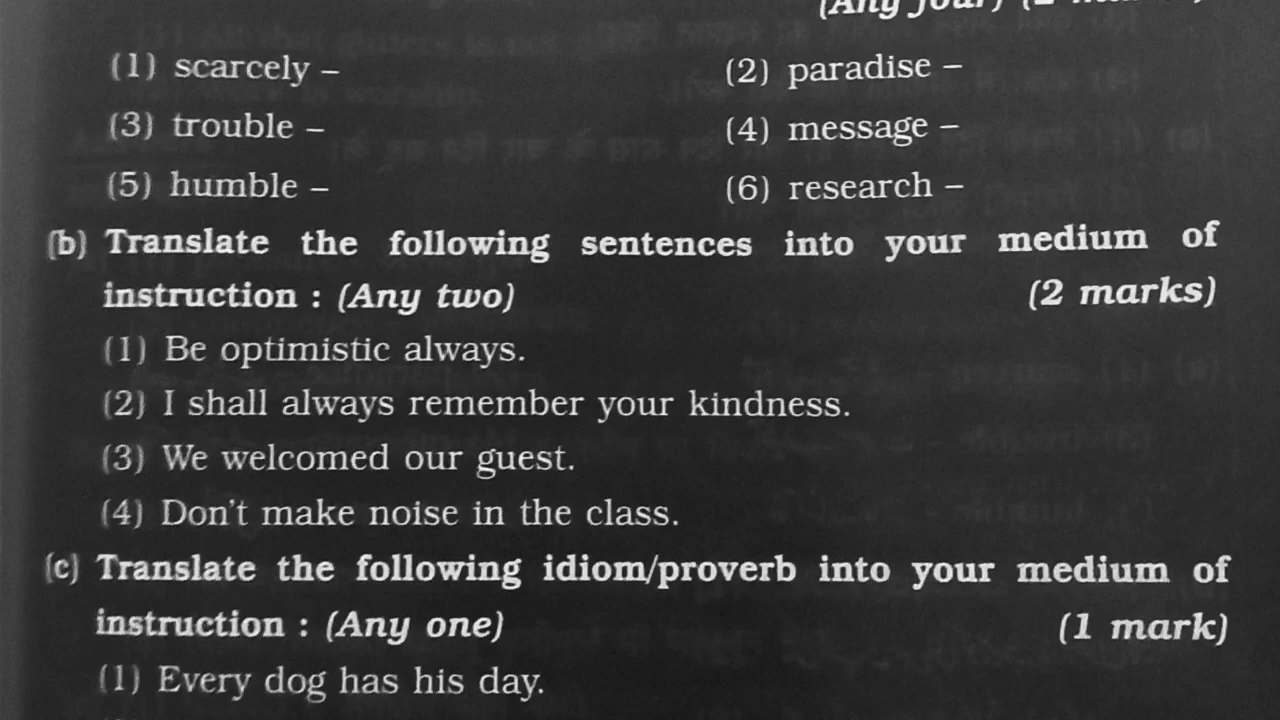 (Any four)
(1) scarcely –
(2) paradise –
(3) trouble –
(4) message –
(5) humble –
(6) research –
(b) Translate the following sentences into your medium of
instruction : (Any two) (2 marks)
(1) Be optimistic always.
(2) I shall always remember your kindness.
(3) We welcomed our guest.
(4) Don't make noise in the class.
(c) Translate the following idiom/proverb into your medium of
instruction : (Any one) (1 mark)
(1) Every dog has his day.